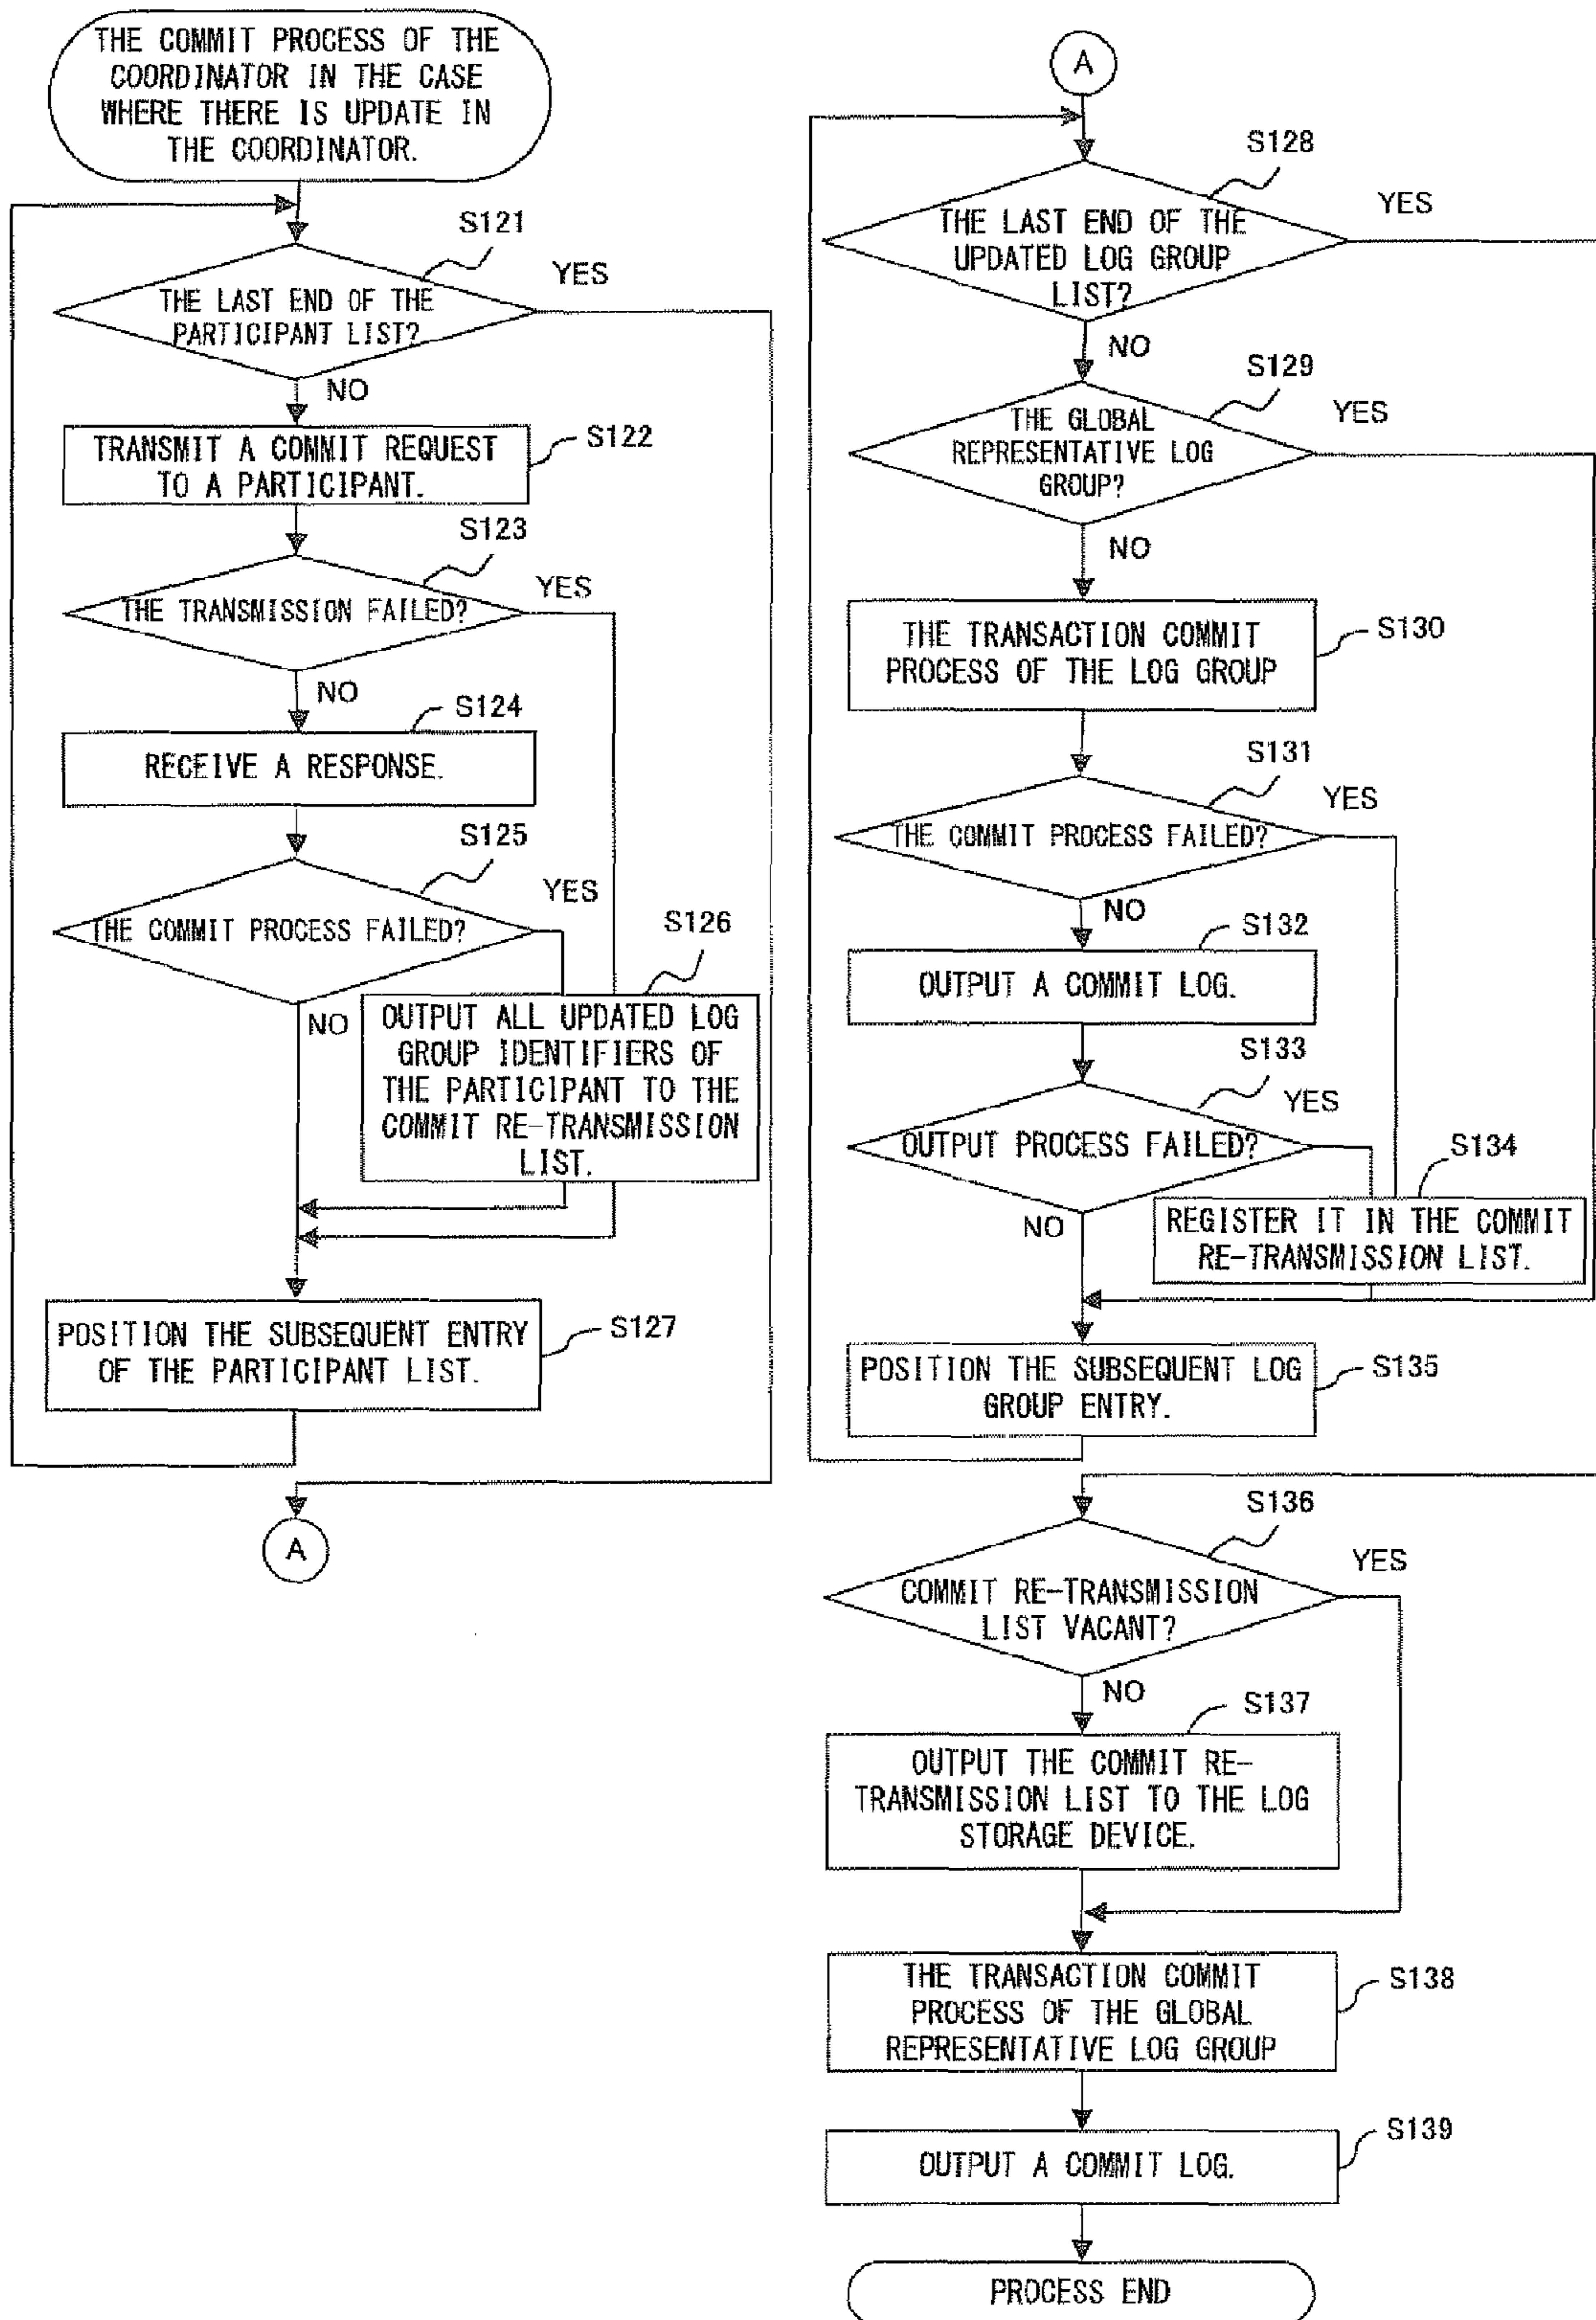 THE COMMIT PROCESS OF THE
COORDINATOR IN THE CASE
WHERE THERE IS UPDATE IN
THE COORDINATOR.
S121
YES
THE LAST END OF THE
PARTICIPANT LIST?
NO
TRANSMIT A COMMIT REQUEST
TO A PARTICIPANT.
S122
S123
YES
THE TRANSMISSION FAILED?
NO
S124
RECEIVE A RESPONSE.
S125
YES
THE COMMIT PROCESS FAILED?
S126
NO
OUTPUT ALL UPDATED LOG
GROUP IDENTIFIERS OF
THE PARTICIPANT TO THE
COMMIT RE-TRANSMISSION
LIST.
POSITION THE SUBSEQUENT ENTRY
OF THE PARTICIPANT LIST.
S127
A
A
S128
YES
THE LAST END OF THE
UPDATED LOG GROUP
LIST?
NO
S129
YES
THE GLOBAL
REPRESENTATIVE LOG
GROUP?
NO
THE TRANSACTION COMMIT
PROCESS OF THE LOG GROUP
S130
S131
YES
THE COMMIT PROCESS FAILED?
NO
S132
OUTPUT A COMMIT LOG.
S133
YES
OUTPUT PROCESS FAILED?
S134
NO
REGISTER IT IN THE COMMIT
RE-TRANSMISSION LIST.
POSITION THE SUBSEQUENT LOG
GROUP ENTRY.
S135
S136
YES
COMMIT RE-TRANSMISSION
LIST VACANT?
NO
S137
OUTPUT THE COMMIT RE-
TRANSMISSION LIST TO THE LOG
STORAGE DEVICE.
THE TRANSACTION COMMIT
PROCESS OF THE GLOBAL
REPRESENTATIVE LOG GROUP
S138
S139
OUTPUT A COMMIT LOG.
PROCESS END